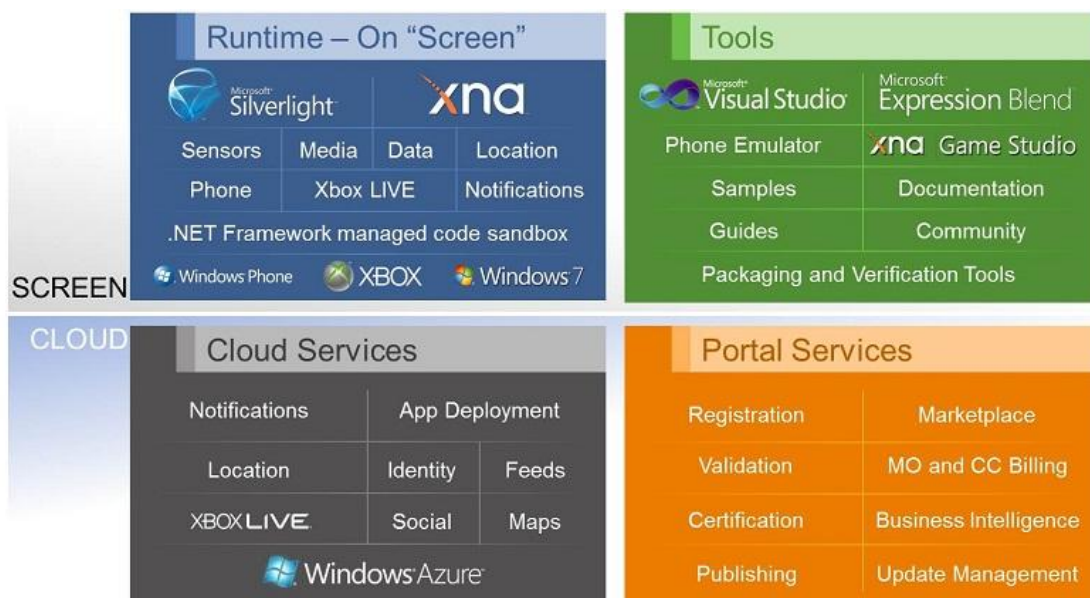 Runtime – On “Screen”
Microsoft Silverlight xna
Sensors Media Data Location
Phone Xbox LIVE Notifications
.NET Framework managed code sandbox
Windows Phone XBOX Windows 7
Tools
Microsoft Visual Studio Microsoft Expression Blend
Phone Emulator xna Game Studio
Samples Documentation
Guides Community
Packaging and Verification Tools
SCREEN
CLOUD
Cloud Services
Notifications App Deployment
Location Identity Feeds
XBOX LIVE Social Maps
Windows Azure
Portal Services
Registration Marketplace
Validation MO and CC Billing
Certification Business Intelligence
Publishing Update Management